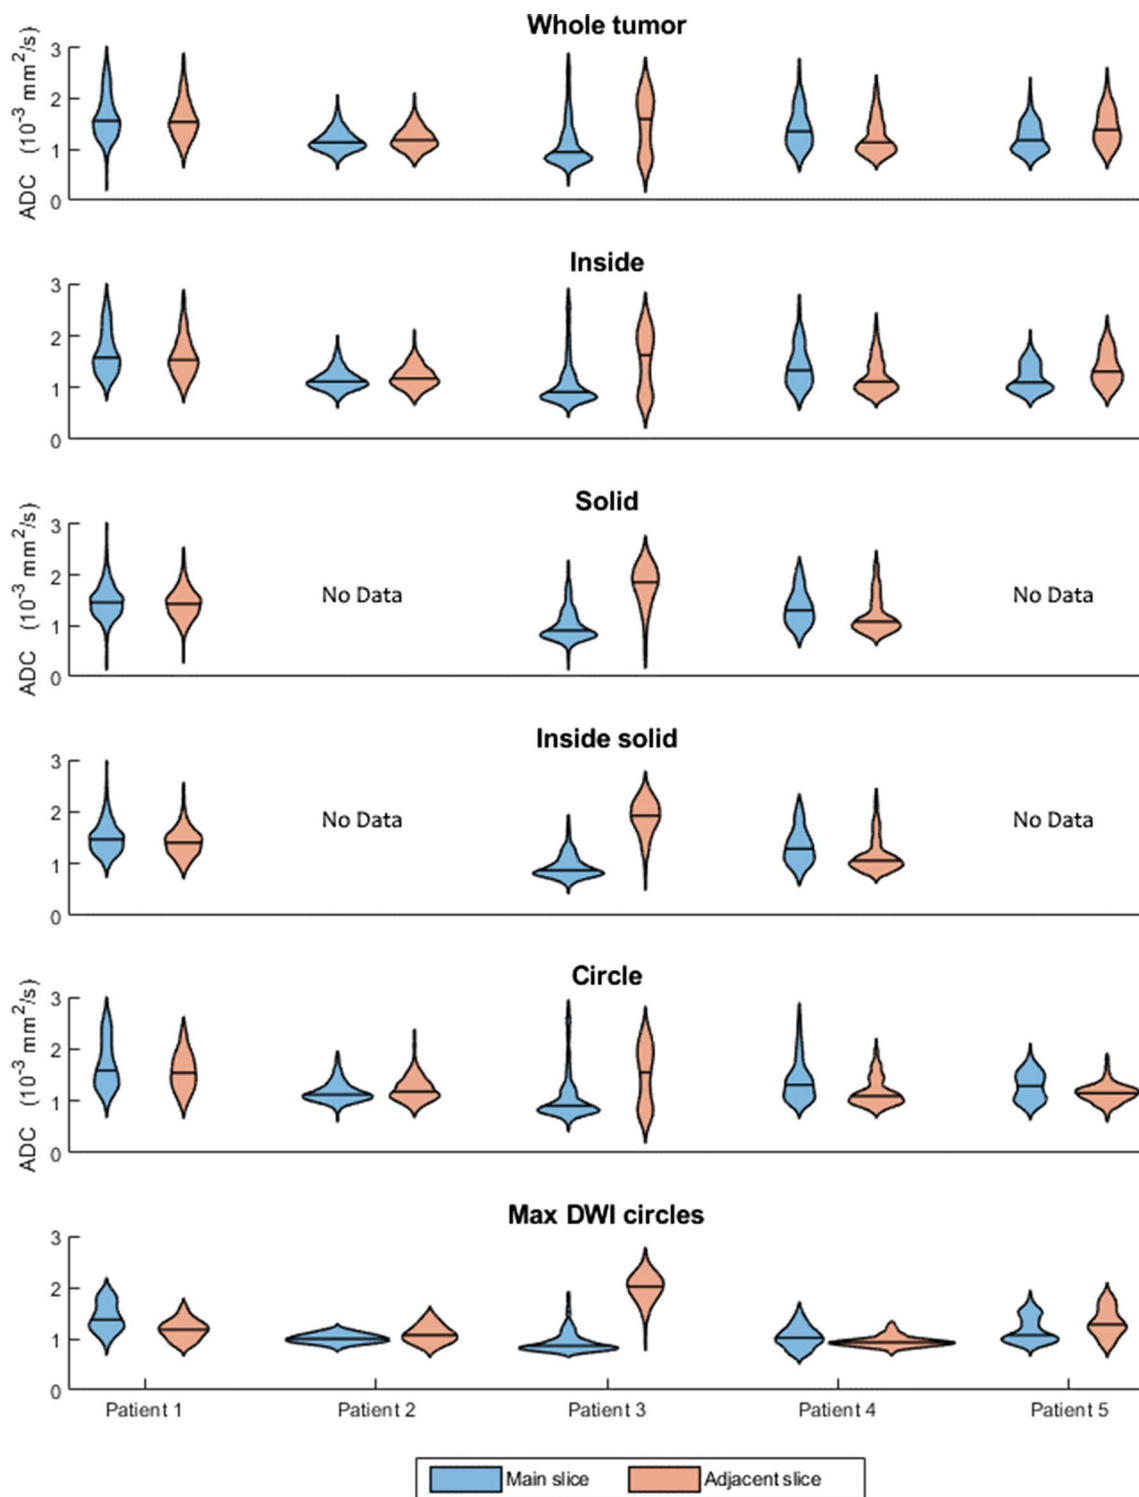 Whole tumor
ADC (10⁻³ mm²/s)
3
2
1
0
Inside
3
2
1
0
Solid
ADC (10⁻³ mm²/s)
3
2
1
0
No Data
No Data
Inside solid
3
2
1
0
No Data
No Data
Circle
ADC (10⁻³ mm²/s)
3
2
1
0
Max DWI circles
3
2
1
0
Patient 1 Patient 2 Patient 3 Patient 4 Patient 5
Main slice Adjacent slice